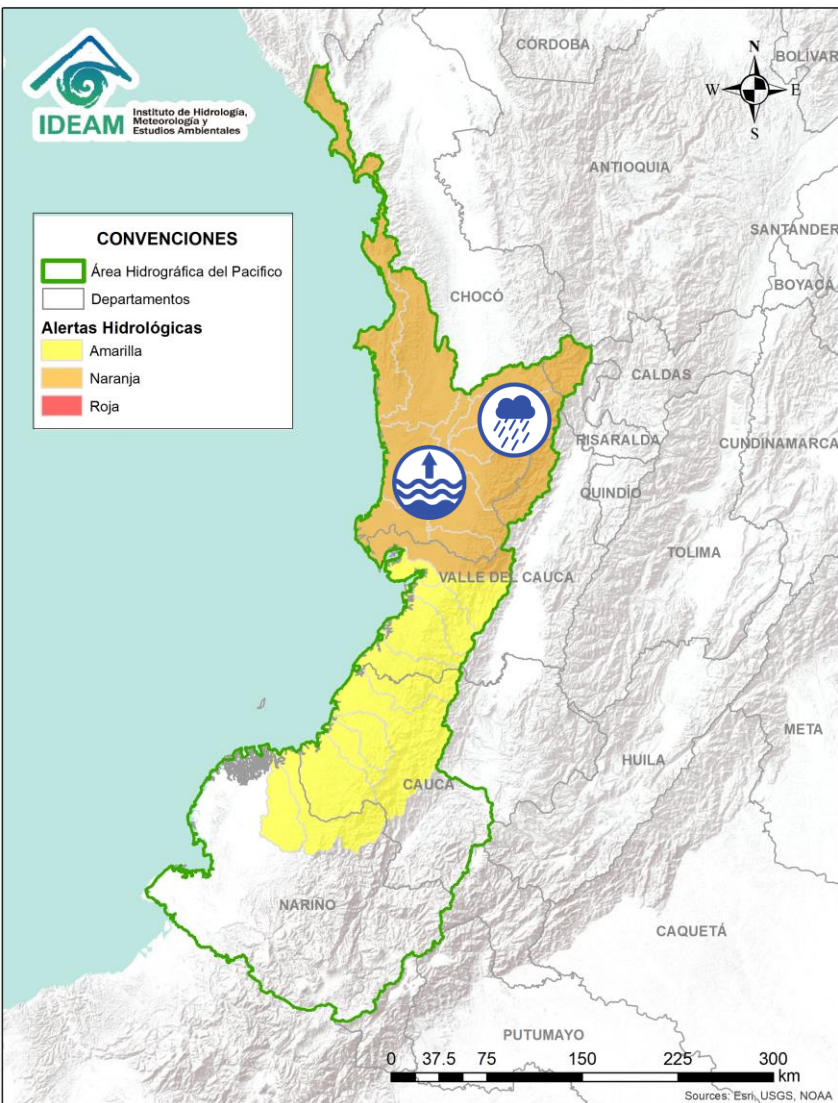 IDEAM
Instituto de Hidrología,
Meteorología y
Estudios Ambientales
CÓRDOBA
BOLÍVAR
N
W E
S
ANTIOQUIA
SANTANDER
BOYACÁ
CONVENCIONES
Área Hidrográfica del Pacifico
Departamentos
Alertas Hidrológicas
Amarilla
Naranja
Roja
CHOCÓ
CALDAS
RISARALDA
CUNDINAMARCA
QUINDÍO
TOLIMA
VALLE DEL CAUCA
META
HUILA
CAUCA
NARIÑO
CAQUETÁ
PUTUMAYO
0 37.5 75 150 225 300
km
Sources: Esri, USGS, NOAA